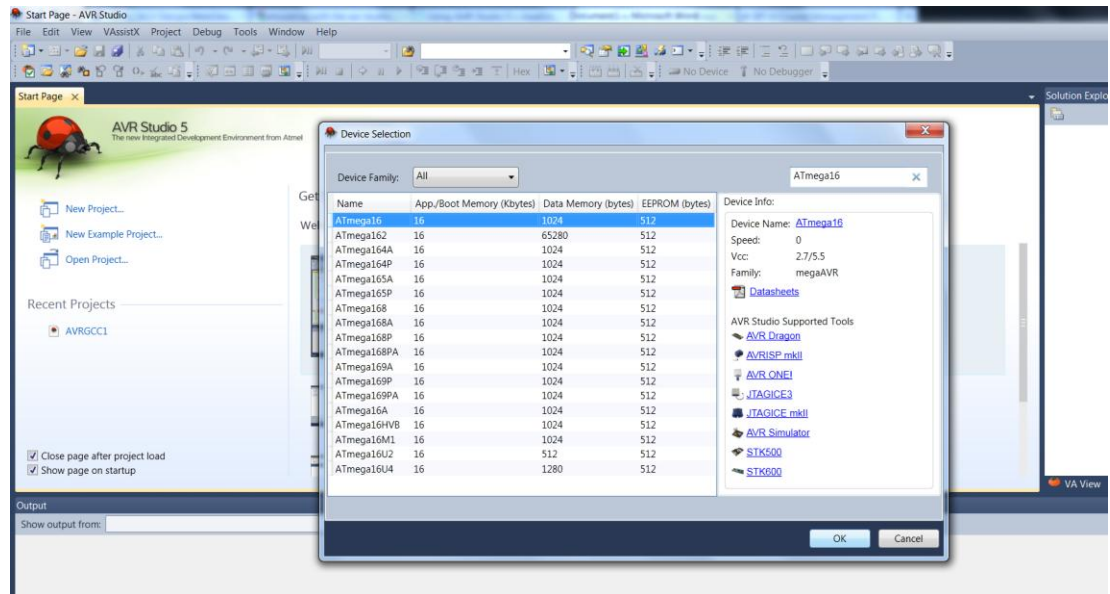 Start Page - AVR Studio
File Edit View VAssistX Project Debug Tools Window Help
Hex No Device No Debugger
Start Page
Solution Explo
AVR Studio 5
The new Integrated Development Environment from Atmel
New Project...
New Example Project...
Open Project...
Get
Wel
Recent Projects
AVRGCC1
Close page after project load
Show page on startup
Device Selection
Device Family: All ATmega16
Name App./Boot Memory (Kbytes) Data Memory (bytes) EEPROM (bytes)
ATmega16 16 1024 512
ATmega162 16 65280 512
ATmega164A 16 1024 512
ATmega164P 16 1024 512
ATmega165A 16 1024 512
ATmega165P 16 1024 512
ATmega168 16 1024 512
ATmega168A 16 1024 512
ATmega168P 16 1024 512
ATmega168PA 16 1024 512
ATmega169A 16 1024 512
ATmega169P 16 1024 512
ATmega169PA 16 1024 512
ATmega16A 16 1024 512
ATmega16HVB 16 1024 512
ATmega16M1 16 1024 512
ATmega16U2 16 512 512
ATmega16U4 16 1280 512
Device Info:
Device Name: ATmega16
Speed: 0
Vcc: 2.7/5.5
Family: megaAVR
Datasheets
AVR Studio Supported Tools
AVR Dragon
AVRISP mkII
AVR ONE!
JTAGICE3
JTAGICE mkII
AVR Simulator
STK500
STK600
OK Cancel
VA View
Output
Show output from: